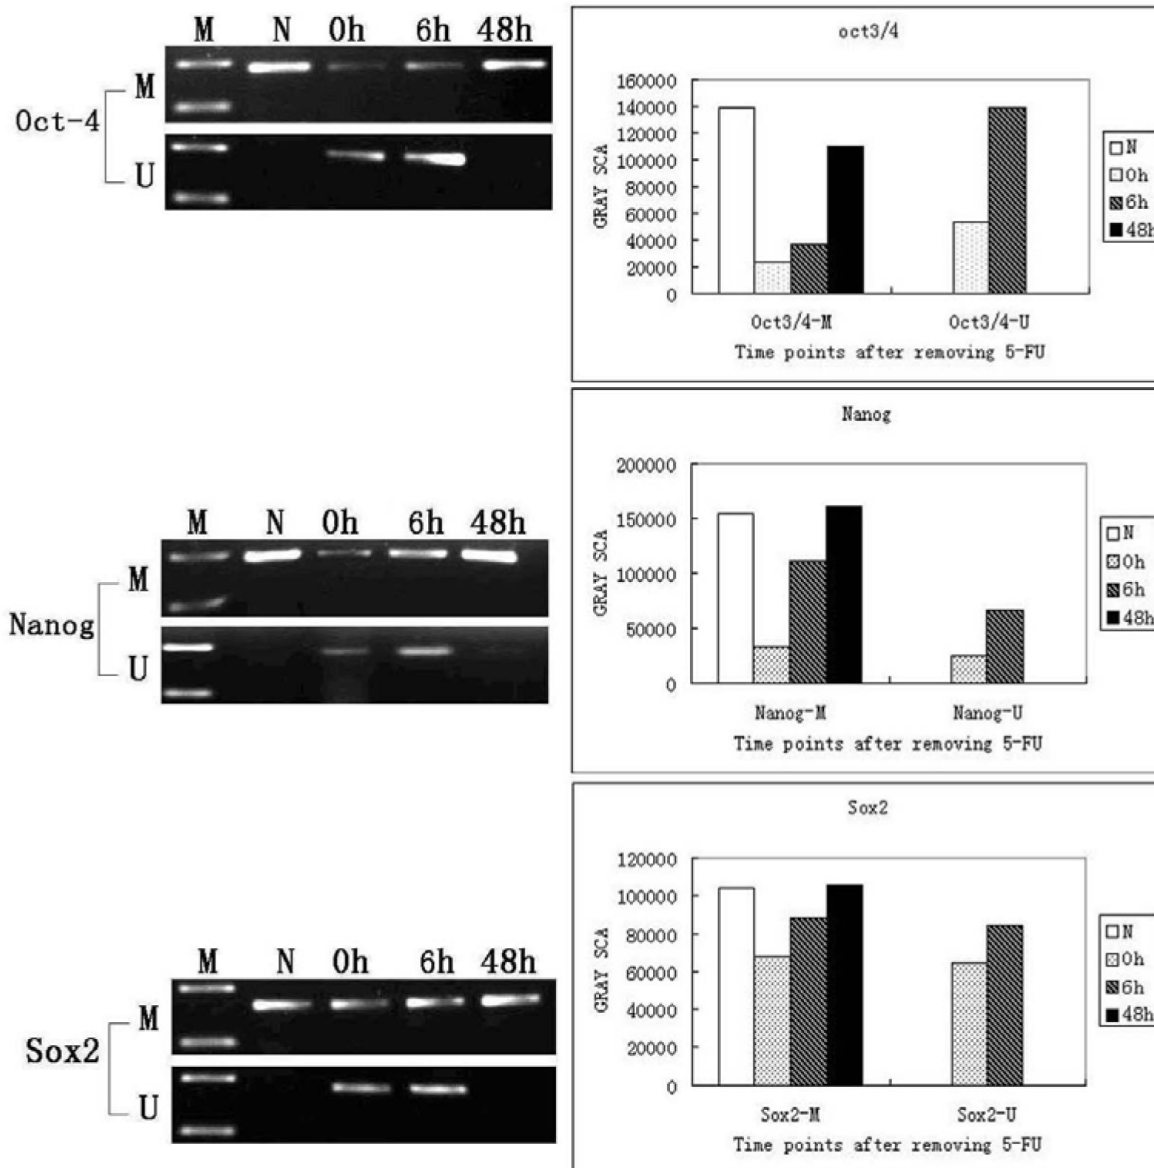 M N 0h 6h 48h
Oct-4
M
U
oct3/4
GRAY SCA
160000
140000
120000
100000
80000
60000
40000
20000
0
Oct3/4-M Oct3/4-U
Time points after removing 5-FU
N
0h
6h
48h
M N 0h 6h 48h
Nanog
M
U
Nanog
GRAY SCA
200000
150000
100000
50000
0
Nanog-M Nanog-U
Time points after removing 5-FU
N
0h
6h
48h
M N 0h 6h 48h
Sox2
M
U
Sox2
GRAY SCA
120000
100000
80000
60000
40000
20000
0
Sox2-M Sox2-U
Time points after removing 5-FU
N
0h
6h
48h